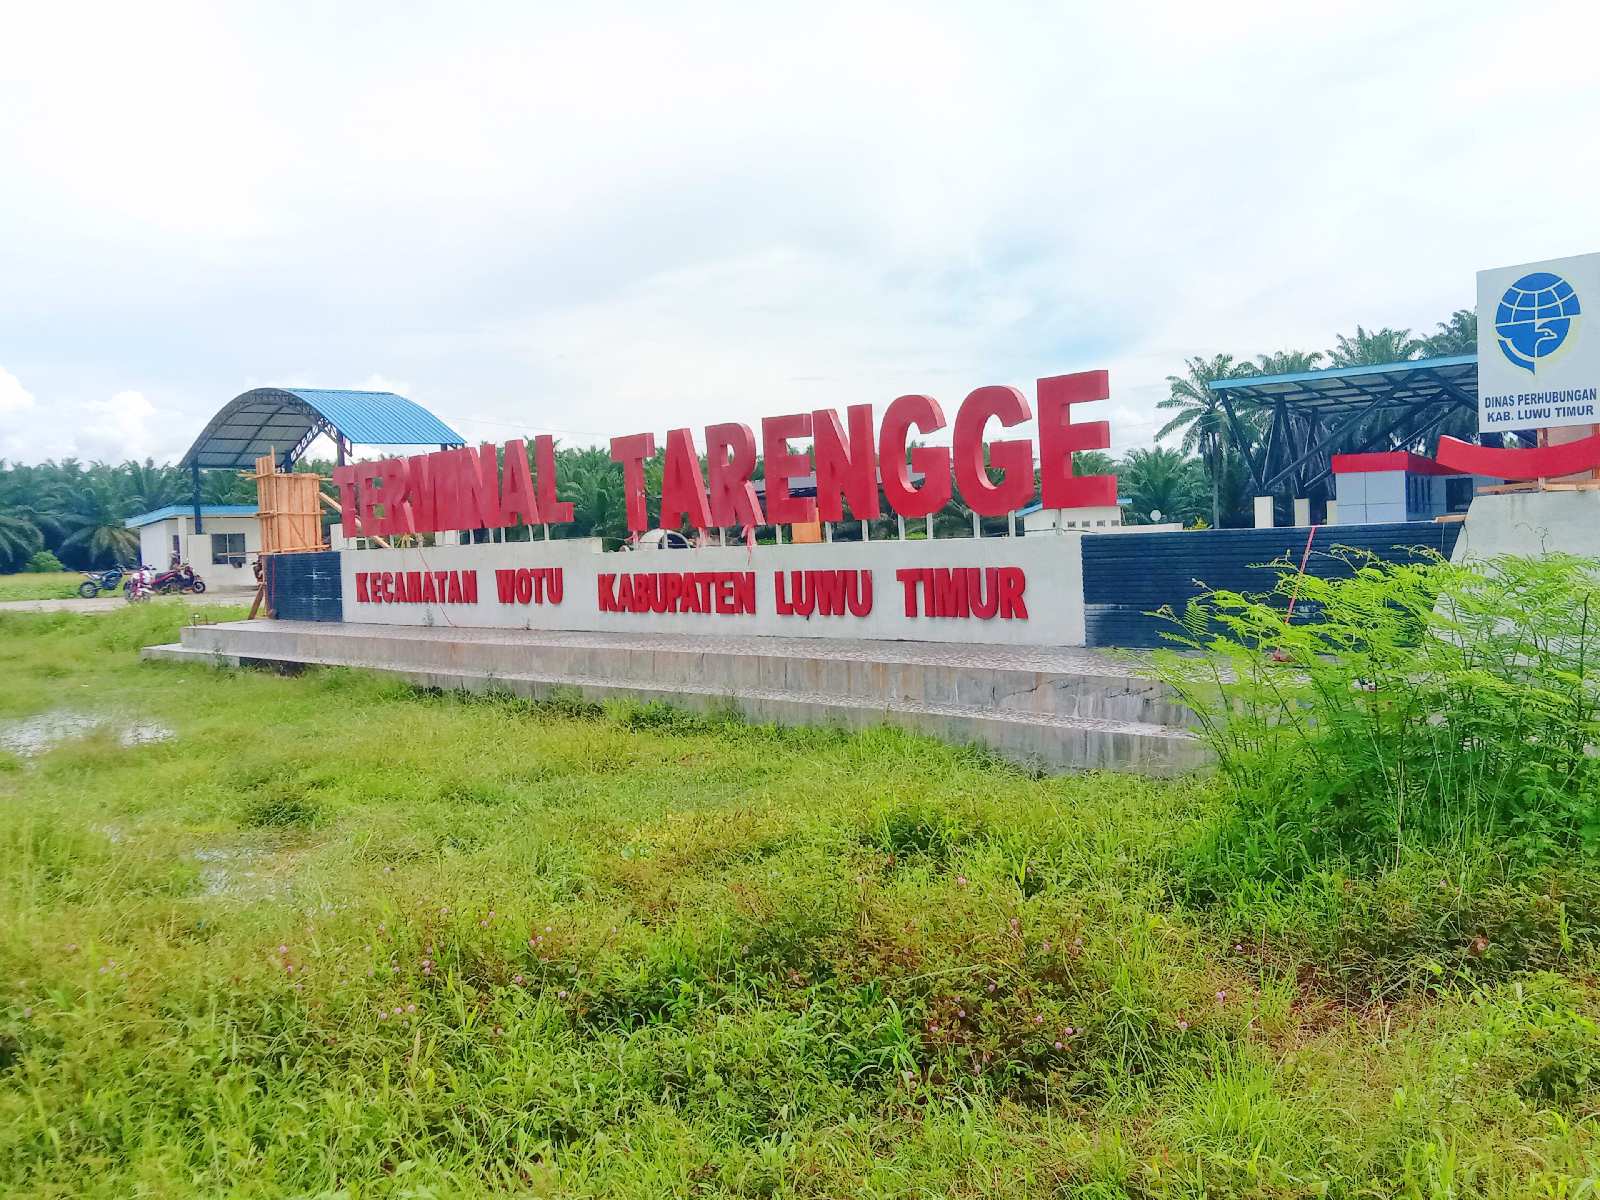 TERMINAL TARENGGE
KECAMATAN WOTU KABUPATEN LUWU TIMUR
DINAS PERHUBUNGAN
KAB. LUWU TIMUR